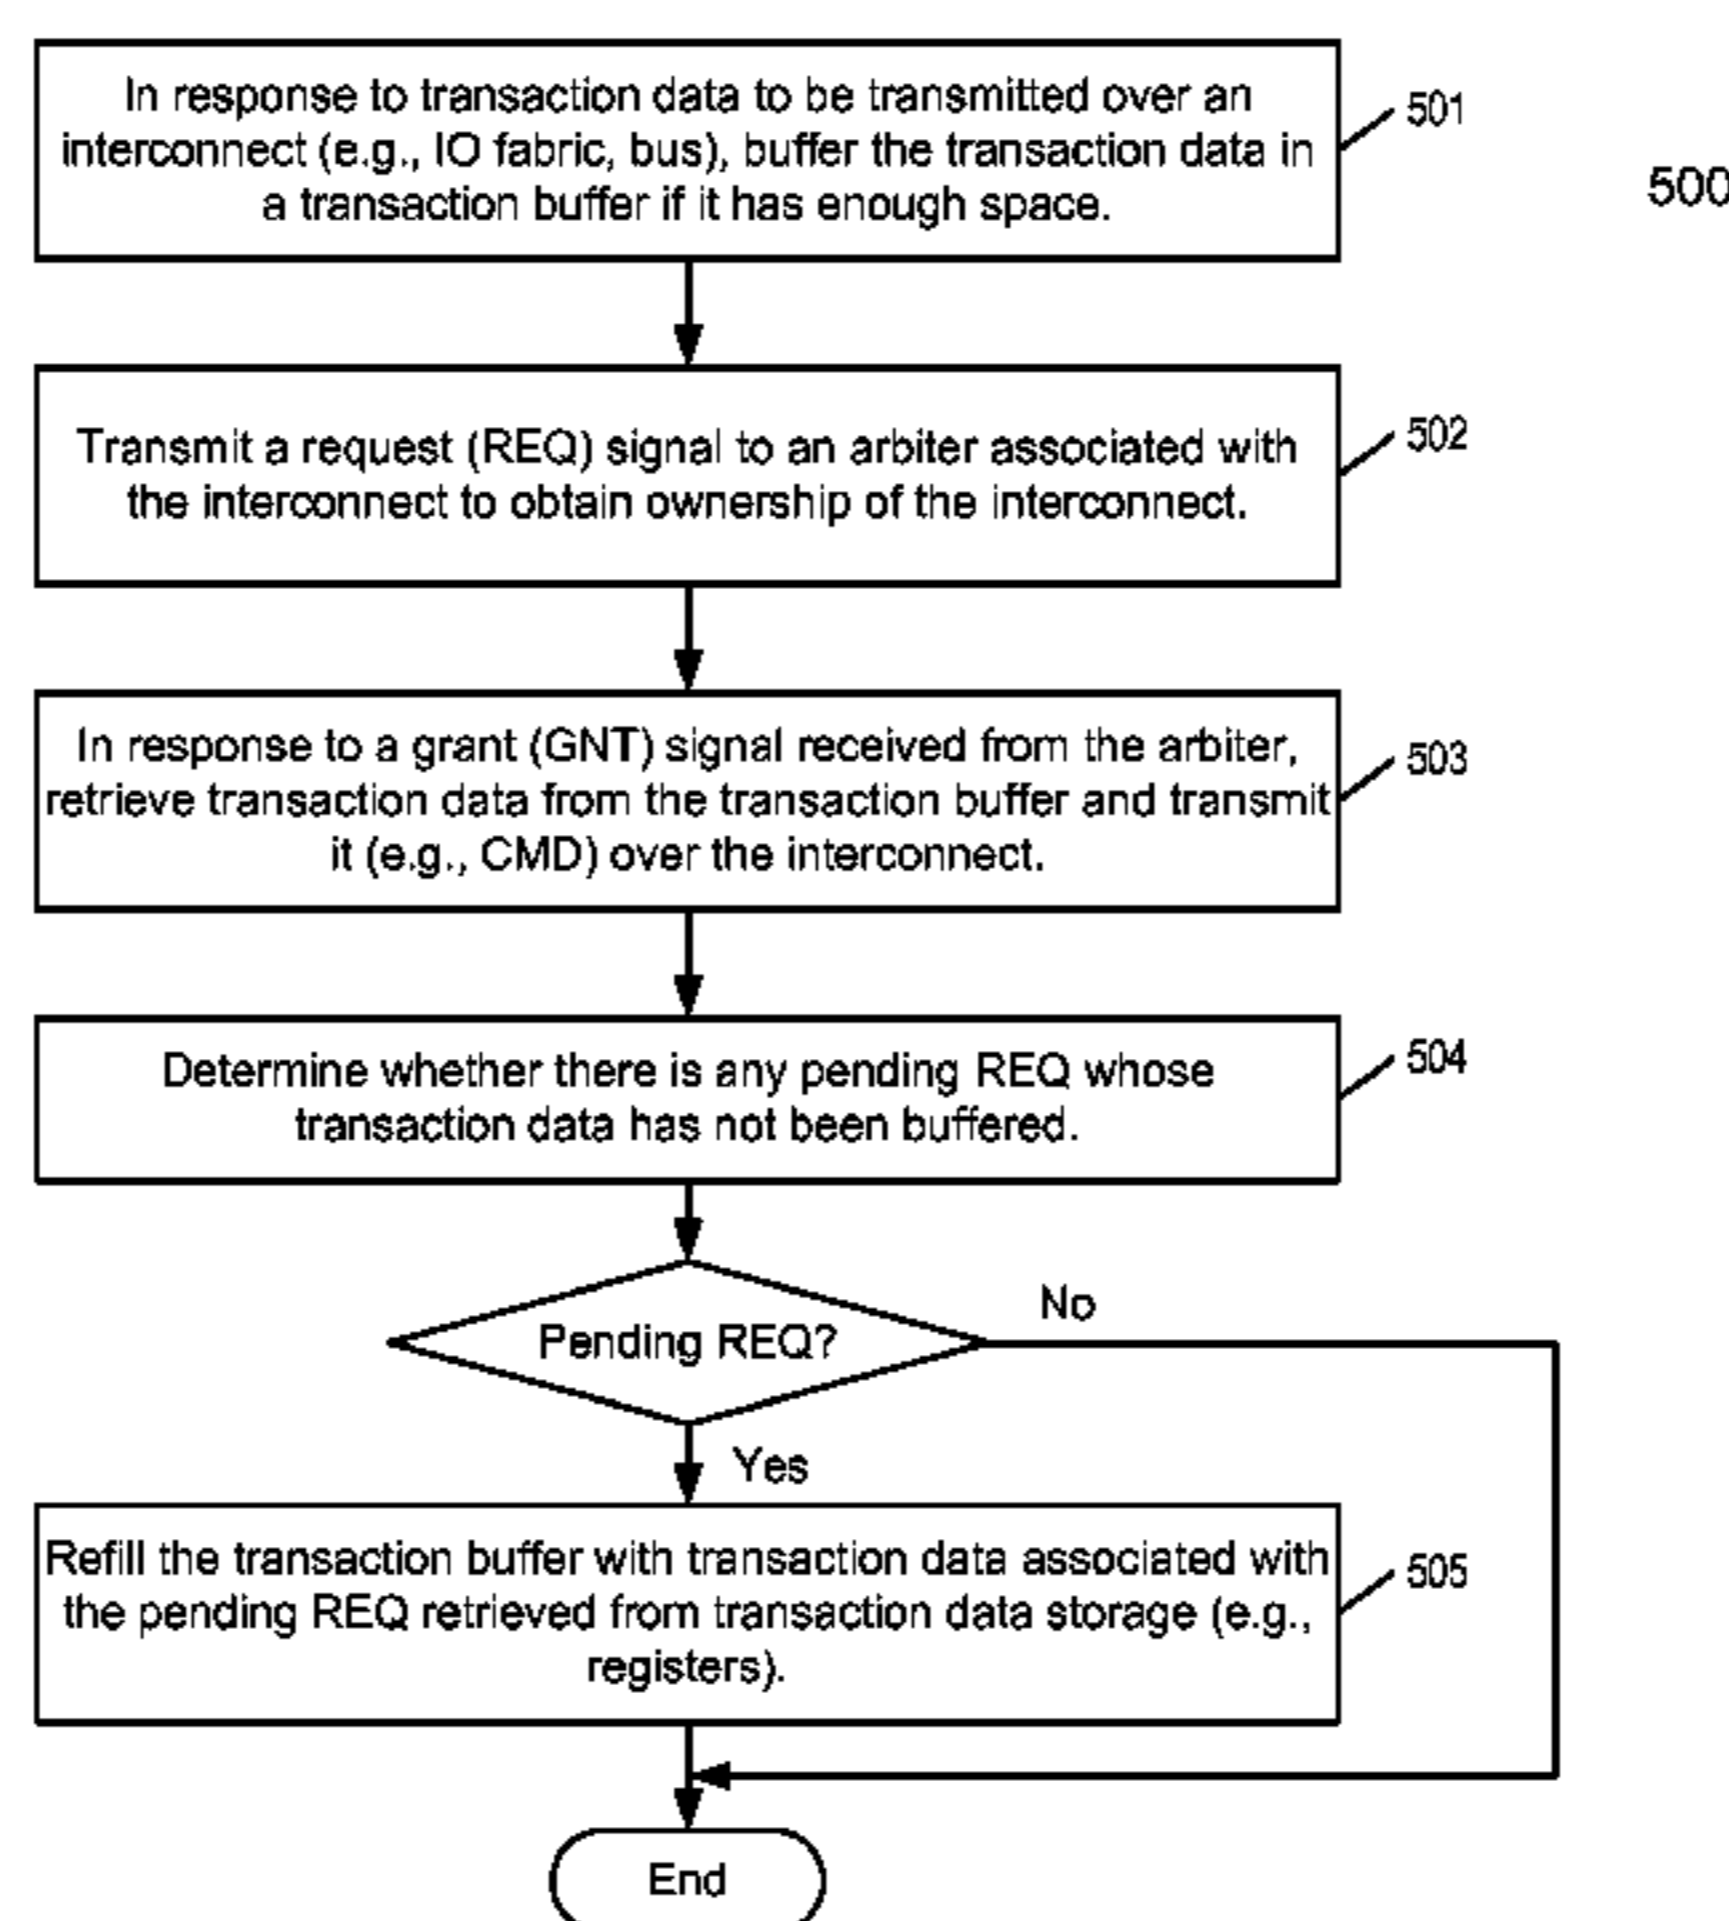 In response to transaction data to be transmitted over an
interconnect (e.g., IO fabric, bus), buffer the transaction data in
a transaction buffer if it has enough space.
501
500
Transmit a request (REQ) signal to an arbiter associated with
the interconnect to obtain ownership of the interconnect.
502
In response to a grant (GNT) signal received from the arbiter,
retrieve transaction data from the transaction buffer and transmit
it (e.g., CMD) over the interconnect.
503
Determine whether there is any pending REQ whose
transaction data has not been buffered.
504
Pending REQ?
No
Yes
Refill the transaction buffer with transaction data associated with
the pending REQ retrieved from transaction data storage (e.g.,
registers).
505
End